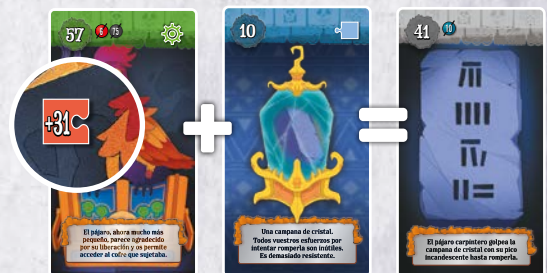 57 6 75
+31
El pájaro, ahora mucho más
pequeño, parece agradecido
por su liberación y os permite
acceder al cofre que sujetaba.
+
10
Una campana de cristal.
Todos vuestros esfuerzos por
intentar romperla son inútiles.
Es demasiado resistente.
=
41 10
El pájaro carpintero golpea la
campana de cristal con su pico
incandescente hasta romperla.